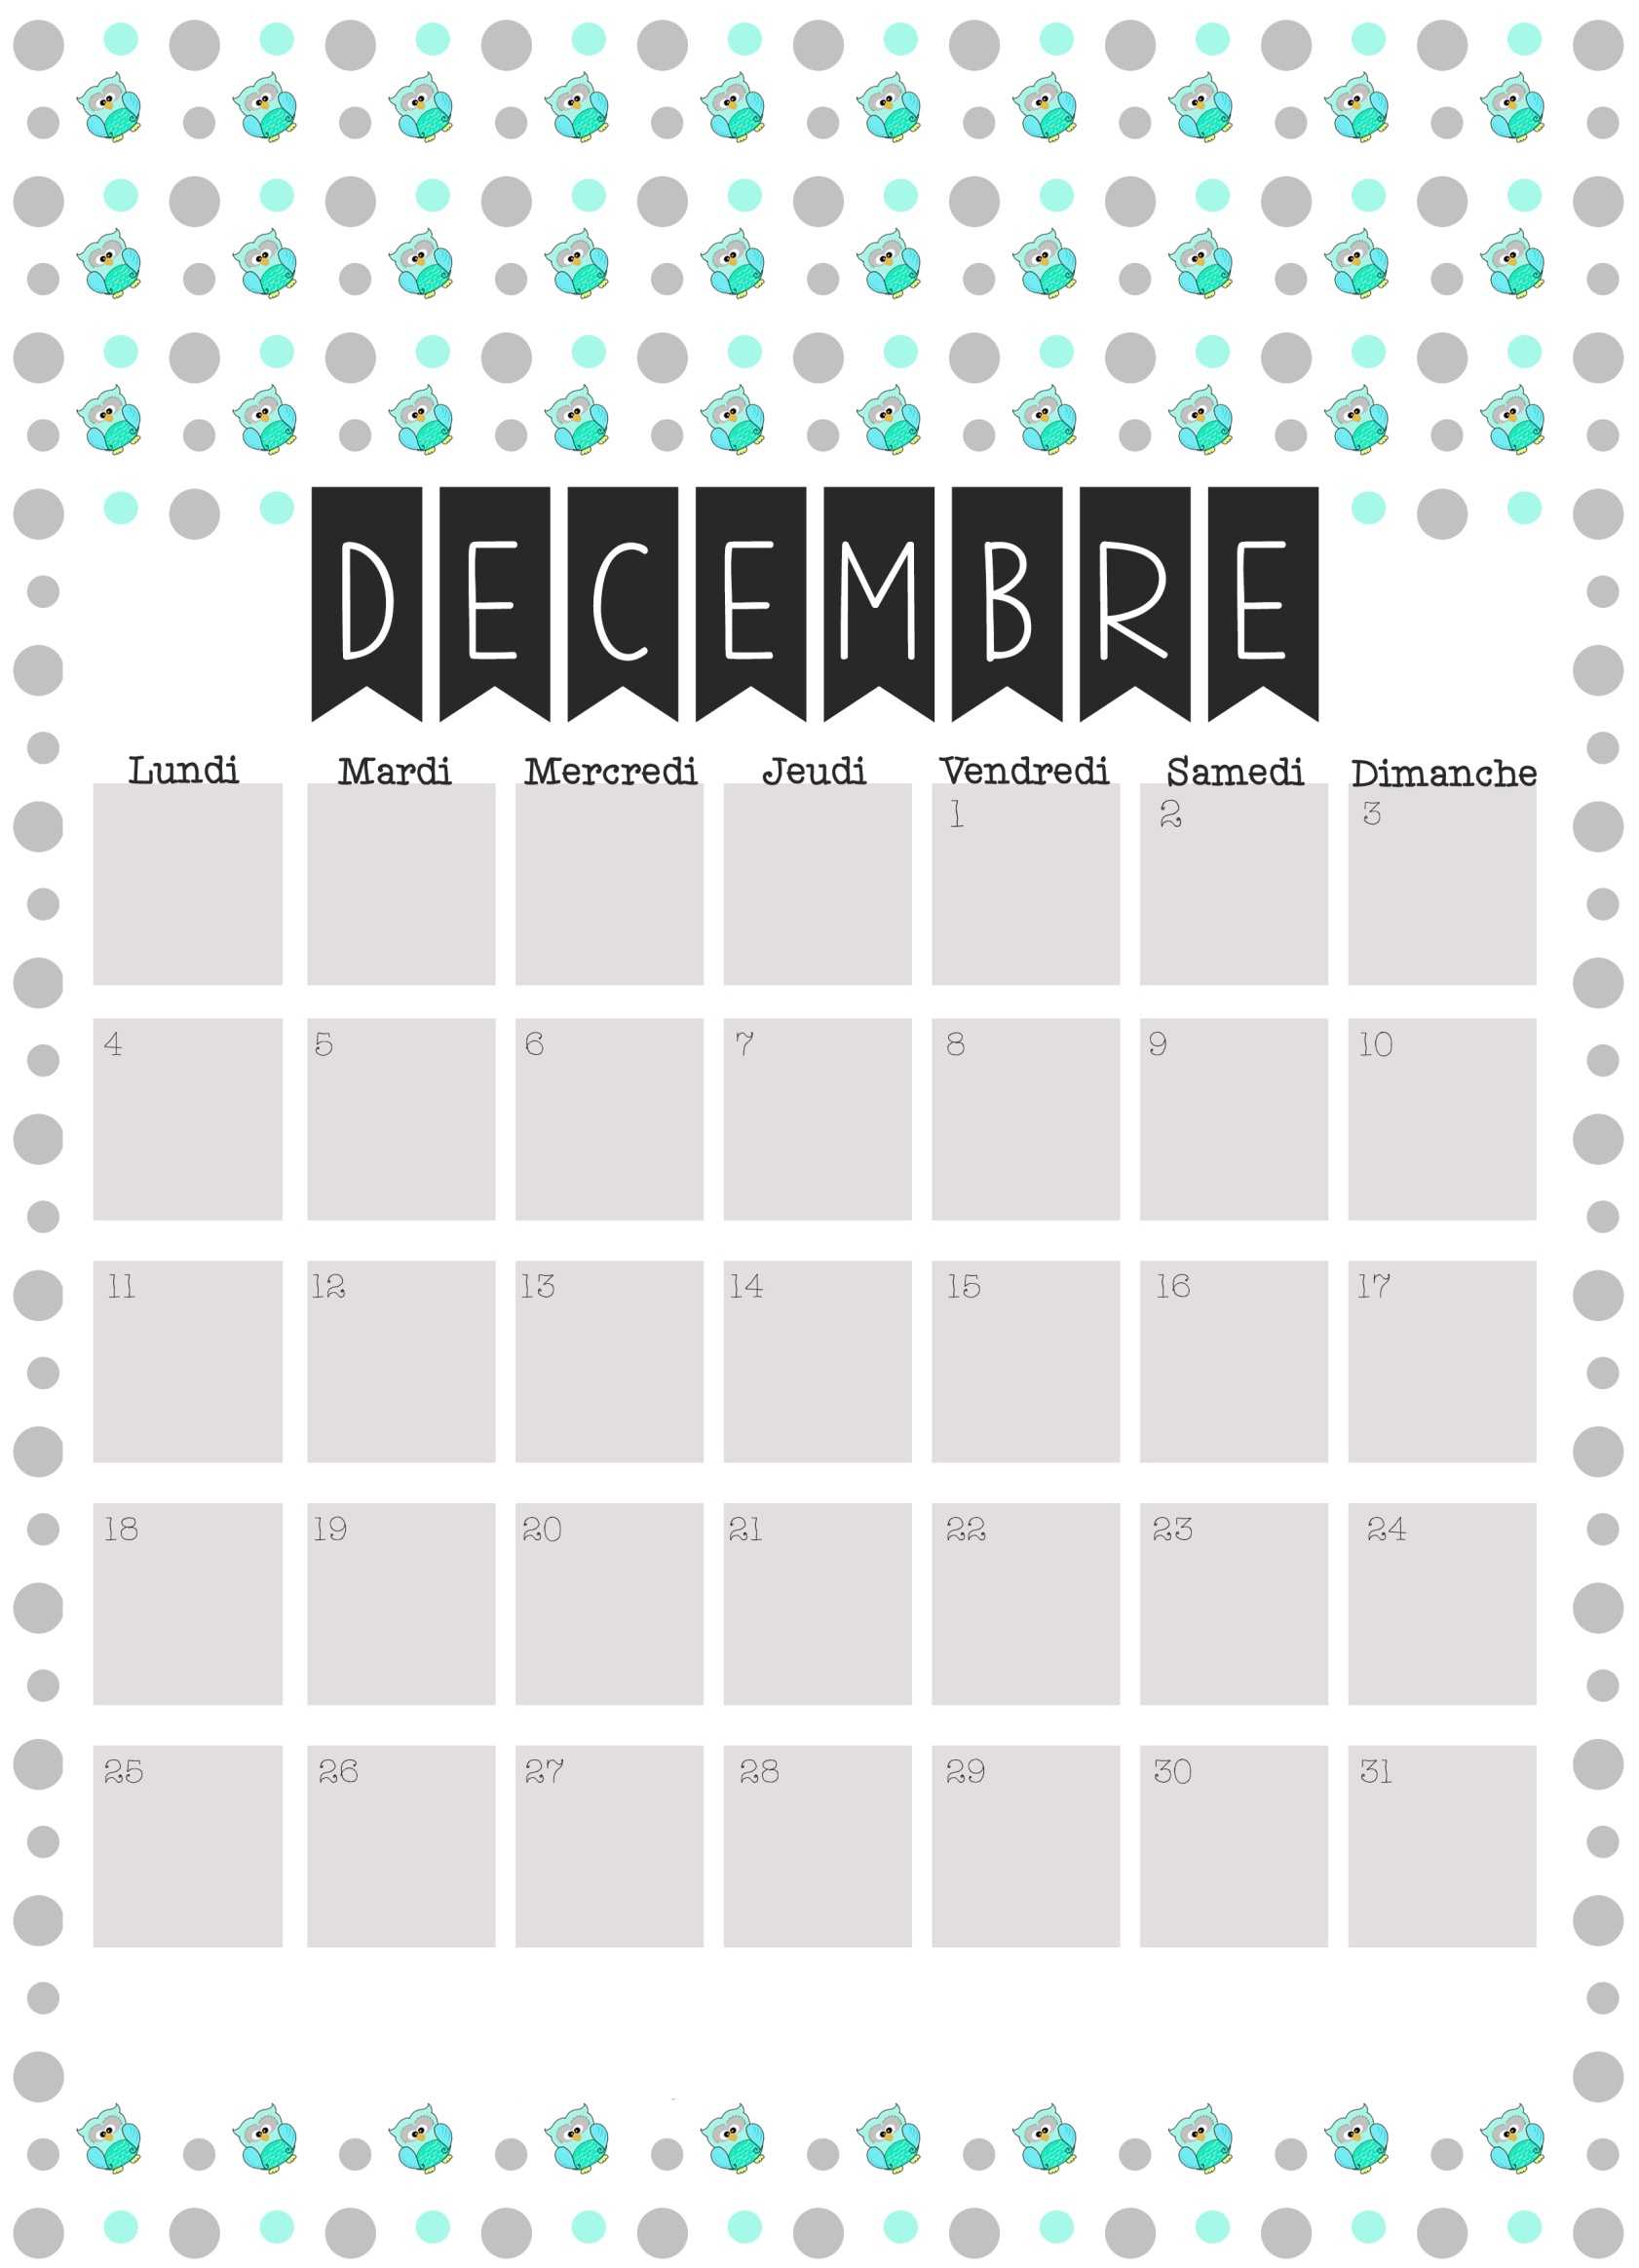 DECEMBRE
Lundi Mardi Mercredi Jeudi Vendredi Samedi Dimanche
1 2 3
4 5 6 7 8 9 10
11 12 13 14 15 16 17
18 19 20 21 22 23 24
25 26 27 28 29 30 31